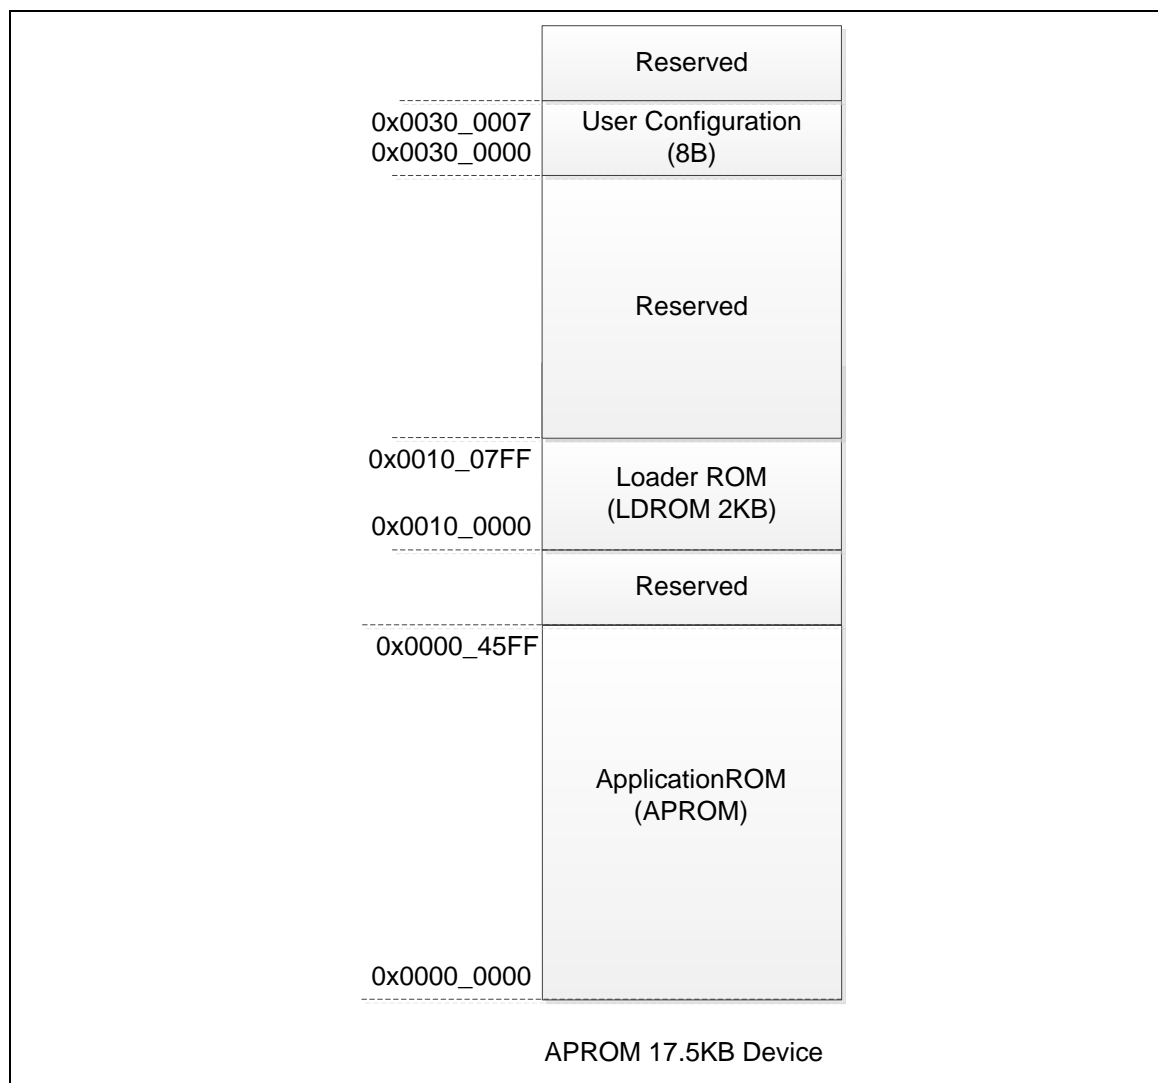 Reserved
0x0030_0007
0x0030_0000
User Configuration
(8B)
Reserved
0x0010_07FF
0x0010_0000
Loader ROM
(LDROM 2KB)
Reserved
0x0000_45FF
ApplicationROM
(APROM)
0x0000_0000
APROM 17.5KB Device